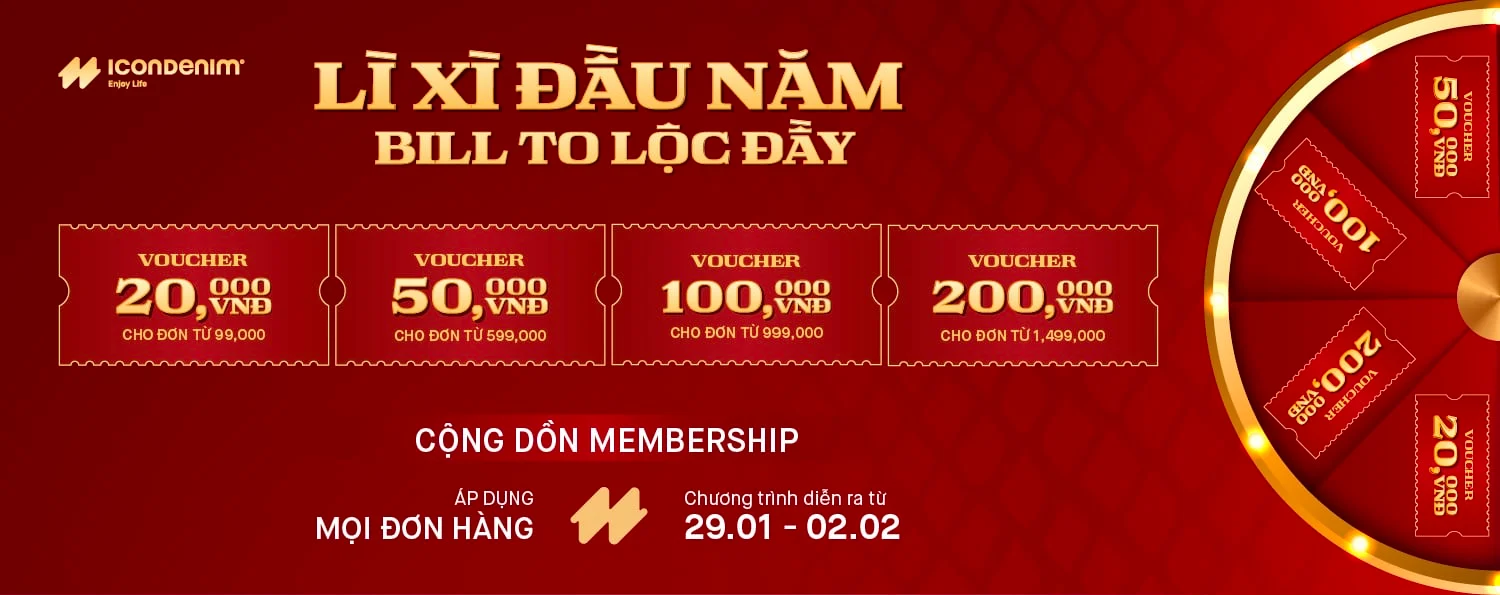 ICONDENIM
Enjoy Life
LÌ XÌ ĐẦU NĂM
BILL TO LỘC ĐẦY
VOUCHER
20,000
VNĐ
CHO ĐƠN TỪ 99,000
VOUCHER
50,000
VNĐ
CHO ĐƠN TỪ 599,000
VOUCHER
100,000
VNĐ
CHO ĐƠN TỪ 999,000
VOUCHER
200,000
VNĐ
CHO ĐƠN TỪ 1,499,000
CỘNG DỒN MEMBERSHIP
ÁP DỤNG
MỌI ĐƠN HÀNG
Chương trình diễn ra từ
29.01 - 02.02
VOUCHER
50,000
VNĐ
VOUCHER
100,000
VNĐ
VOUCHER
200,000
VNĐ
VOUCHER
20,000
VNĐ